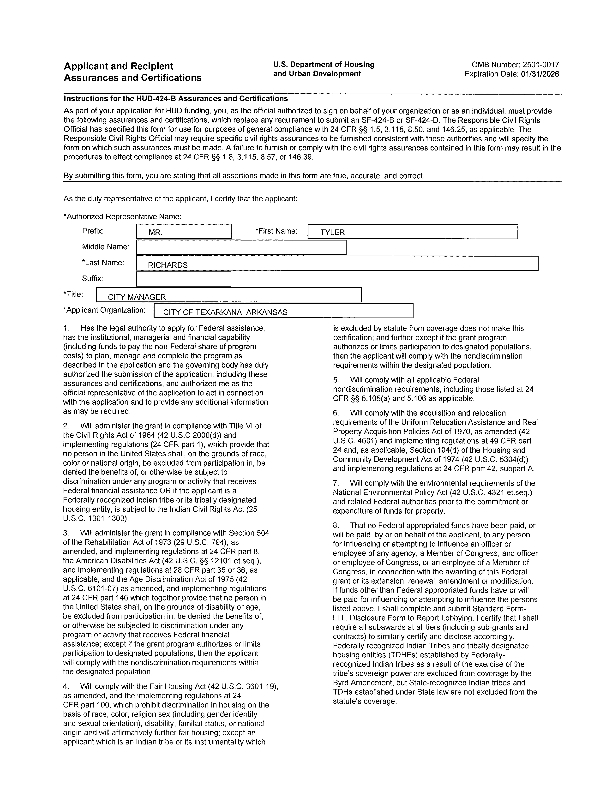 Applicant and Recipient
Assurances and Certifications
U.S. Department of Housing
and Urban Development
OMB Number: 2501-0017
Expiration Date: 01/31/2026
Instructions for the HUD-424-B Assurances and Certifications
As part of your application for HUD funding, you, as the official authorized to sign on behalf of your organization or as an individual, must provide
the following assurances and certifications, which replace any requirement to submit an SF-424-B or SF-424-D. The Responsible Civil Rights
Official has specified this form for use for purposes of general compliance with 24 CFR §§ 1.5, 3.115, 8.50, and 146.25, as applicable. The
Responsible Civil Rights Official may require specific civil rights assurances to be furnished consistent with those authorities and will specify the
form on which such assurances must be made. A failure to furnish or comply with the civil rights assurances contained in this form may result in the
procedures to effect compliance at 24 CFR §§ 1.8, 3.115, 8.57, or 146.39.
By submitting this form, you are stating that all assertions made in this form are true, accurate, and correct.
As the duly representative of the applicant, I certify that the applicant:
*Authorized Representative Name:
Prefix: MR. *First Name: TYLER
Middle Name:
*Last Name: RICHARDS
Suffix:
*Title: CITY MANAGER
*Applicant Organization: CITY OF TEXARKANA, ARKANSAS
1. Has the legal authority to apply for Federal assistance,
has the institutional, managerial and financial capability
(including funds to pay the non-Federal share of program
costs) to plan, manage and complete the program as
described in the application and the governing body has duly
authorized the submission of the application, including these
assurances and certifications, and authorized me as the
official representative of the application to act in connection
with the application and to provide any additional information
as may be required.
2. Will administer the grant in compliance with Title VI of
the Civil Rights Act of 1964 (42 U.S.C 2000(d)) and
implementing regulations (24 CFR part 1), which provide that
no person in the United States shall, on the grounds of race,
color or national origin, be excluded from participation in, be
denied the benefits of, or otherwise be subject to
discrimination under any program or activity that receives
Federal financial assistance OR if the applicant is a
Federally recognized Indian tribe or its tribally designated
housing entity, is subject to the Indian Civil Rights Act (25
U.S.C. 1301-1303).
3. Will administer the grant in compliance with Section 504
of the Rehabilitation Act of 1973 (29 U.S.C. 794), as
amended, and implementing regulations at 24 CFR part 8,
the American Disabilities Act (42 U.S.C. §§ 12101 et seq.),
and implementing regulations at 28 CFR part 35 or 36, as
applicable, and the Age Discrimination Act of 1975 (42
U.S.C. 6101-07) as amended, and implementing regulations
at 24 CFR part 146 which together provide that no person in
the United States shall, on the grounds of disability or age,
be excluded from participation in, be denied the benefits of,
or otherwise be subjected to discrimination under any
program or activity that receives Federal financial
assistance; except if the grant program authorizes or limits
participation to designated populations, then the applicant
will comply with the nondiscrimination requirements within
the designated population.
4. Will comply with the Fair Housing Act (42 U.S.C. 3601-19),
as amended, and the implementing regulations at 24
CFR part 100, which prohibit discrimination in housing on the
basis of race, color, religion sex (including gender identity
and sexual orientation), disability, familial status, or national
origin and will affirmatively further fair housing; except an
applicant which is an Indian tribe or its instrumentality which
is excluded by statute from coverage does not make this
certification; and further except if the grant program
authorizes or limits participation to designated populations,
then the applicant will comply with the nondiscrimination
requirements within the designated population.
5. Will comply with all applicable Federal
nondiscrimination requirements, including those listed at 24
CFR §§ 5.105(a) and 5.106 as applicable.
6. Will comply with the acquisition and relocation
requirements of the Uniform Relocation Assistance and Real
Property Acquisition Policies Act of 1970, as amended (42
U.S.C. 4601) and implementing regulations at 49 CFR part
24 and, as applicable, Section 104(d) of the Housing and
Community Development Act of 1974 (42 U.S.C. 5304(d))
and implementing regulations at 24 CFR part 42, subpart A.
7. Will comply with the environmental requirements of the
National Environmental Policy Act (42 U.S.C. 4321 et.seq.)
and related Federal authorities prior to the commitment or
expenditure of funds for property.
8. That no Federal appropriated funds have been paid, or
will be paid, by or on behalf of the applicant, to any person
for influencing or attempting to influence an officer or
employee of any agency, a Member of Congress, and officer
or employee of Congress, or an employee of a Member of
Congress, in connection with the awarding of this Federal
grant or its extension, renewal, amendment or modification.
If funds other than Federal appropriated funds have or will
be paid for influencing or attempting to influence the persons
listed above, I shall complete and submit Standard Form-
LLL, Disclosure Form to Report Lobbying. I certify that I shall
require all subawards at all tiers (including sub-grants and
contracts) to similarly certify and disclose accordingly.
Federally recognized Indian Tribes and tribally designated
housing entities (TDHEs) established by Federally-
recognized Indian tribes as a result of the exercise of the
tribe's sovereign power are excluded from coverage by the
Byrd Amendment, but State-recognized Indian tribes and
TDHs established under State law are not excluded from the
statute's coverage.